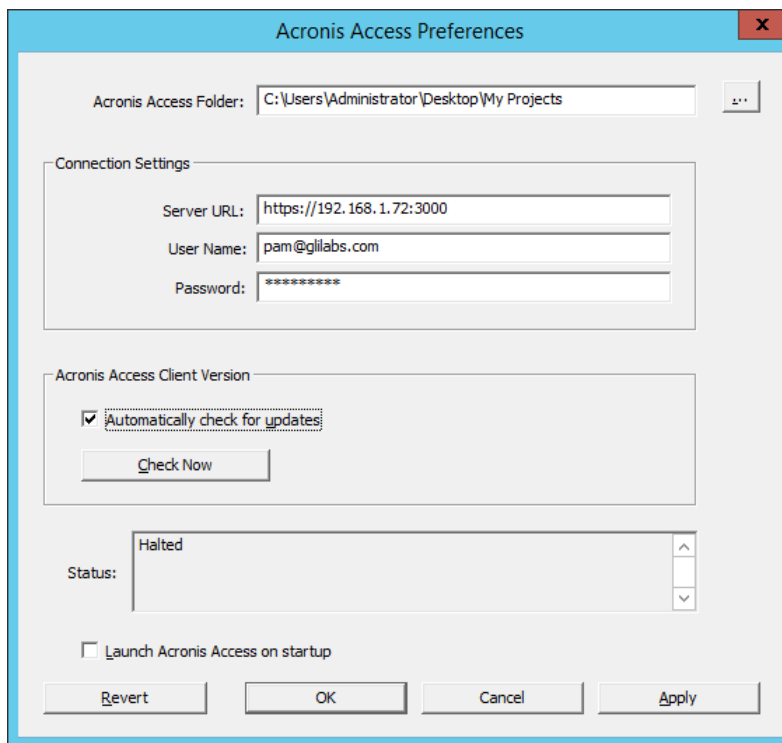 Acronis Access Preferences
x
Acronis Access Folder: C:\Users\Administrator\Desktop\My Projects ...
Connection Settings
Server URL: https://192.168.1.72:3000
User Name: pam@glilabs.com
Password: *********
Acronis Access Client Version
Automatically check for updates
Check Now
Status: Halted
Launch Acronis Access on startup
Revert OK Cancel Apply